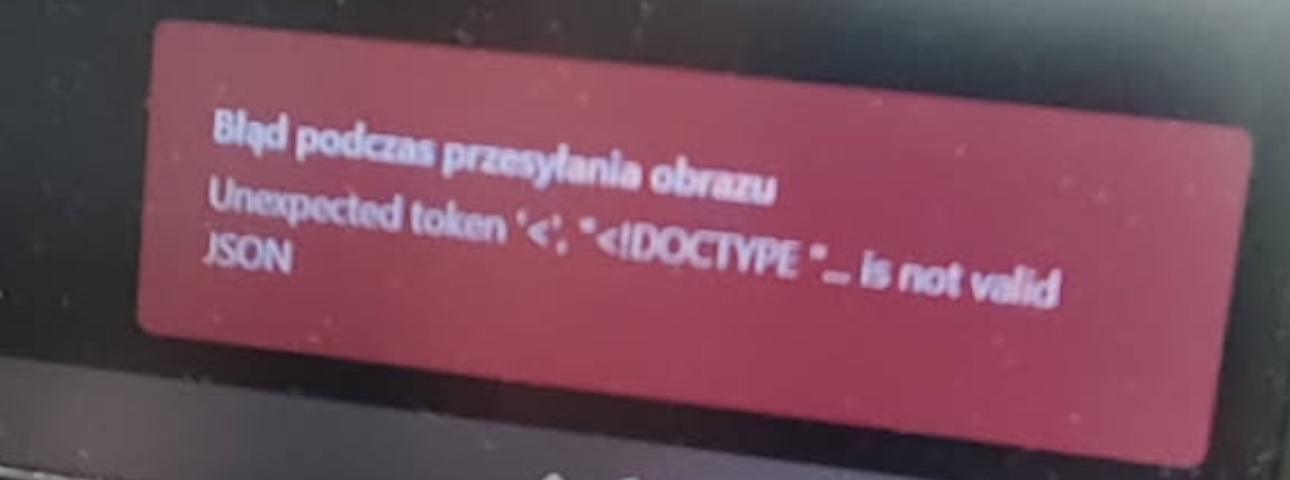 Błąd podczas przesyłania obrazu
Unexpected token '<', "<!DOCTYPE "... is not valid
JSON